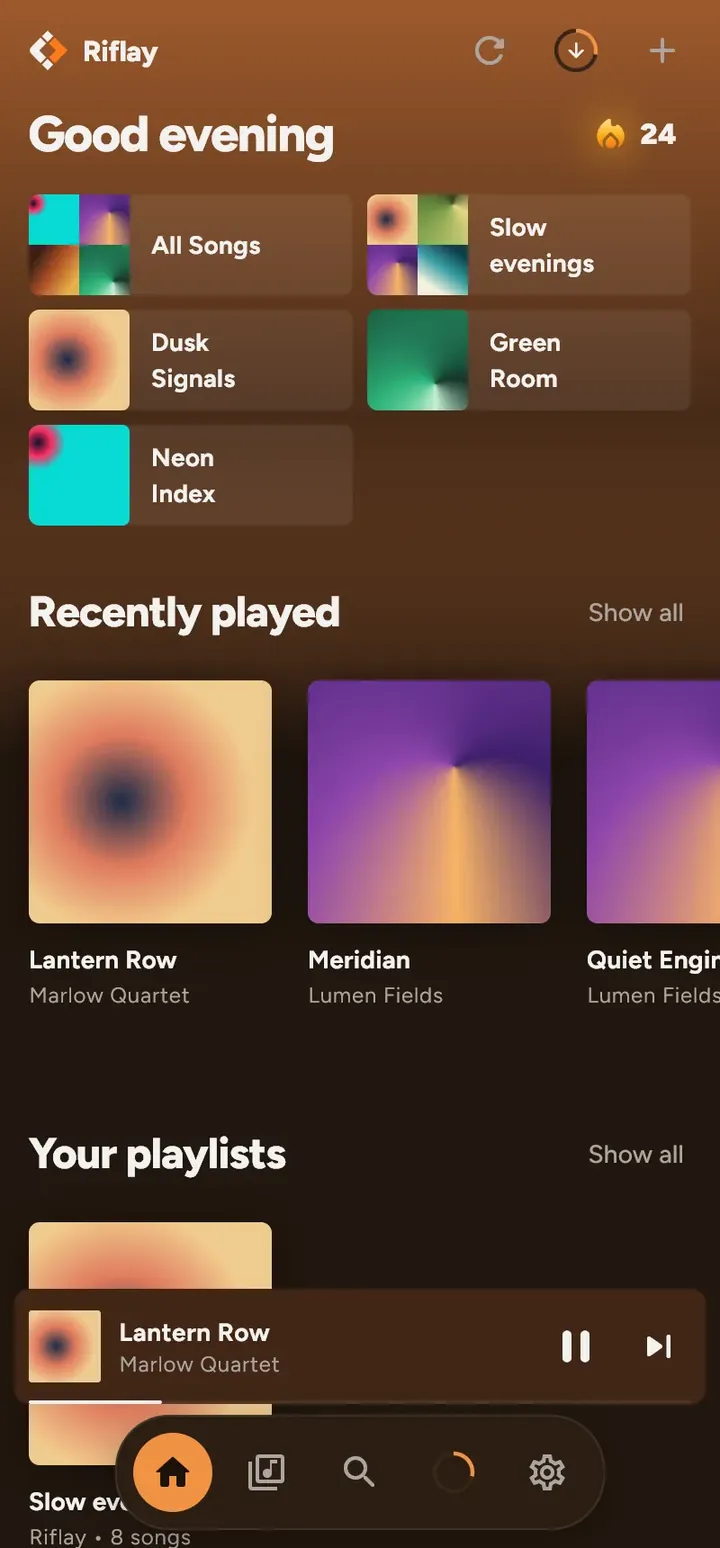 Riflay
Good evening
24
All Songs
Slow
evenings
Dusk
Signals
Green
Room
Neon
Index
Recently played
Show all
Lantern Row
Marlow Quartet
Meridian
Lumen Fields
Quiet
Lumen Fields
Your playlists
Show all
Lantern Row
Marlow Quartet
Slow
Riflay • 8 songs